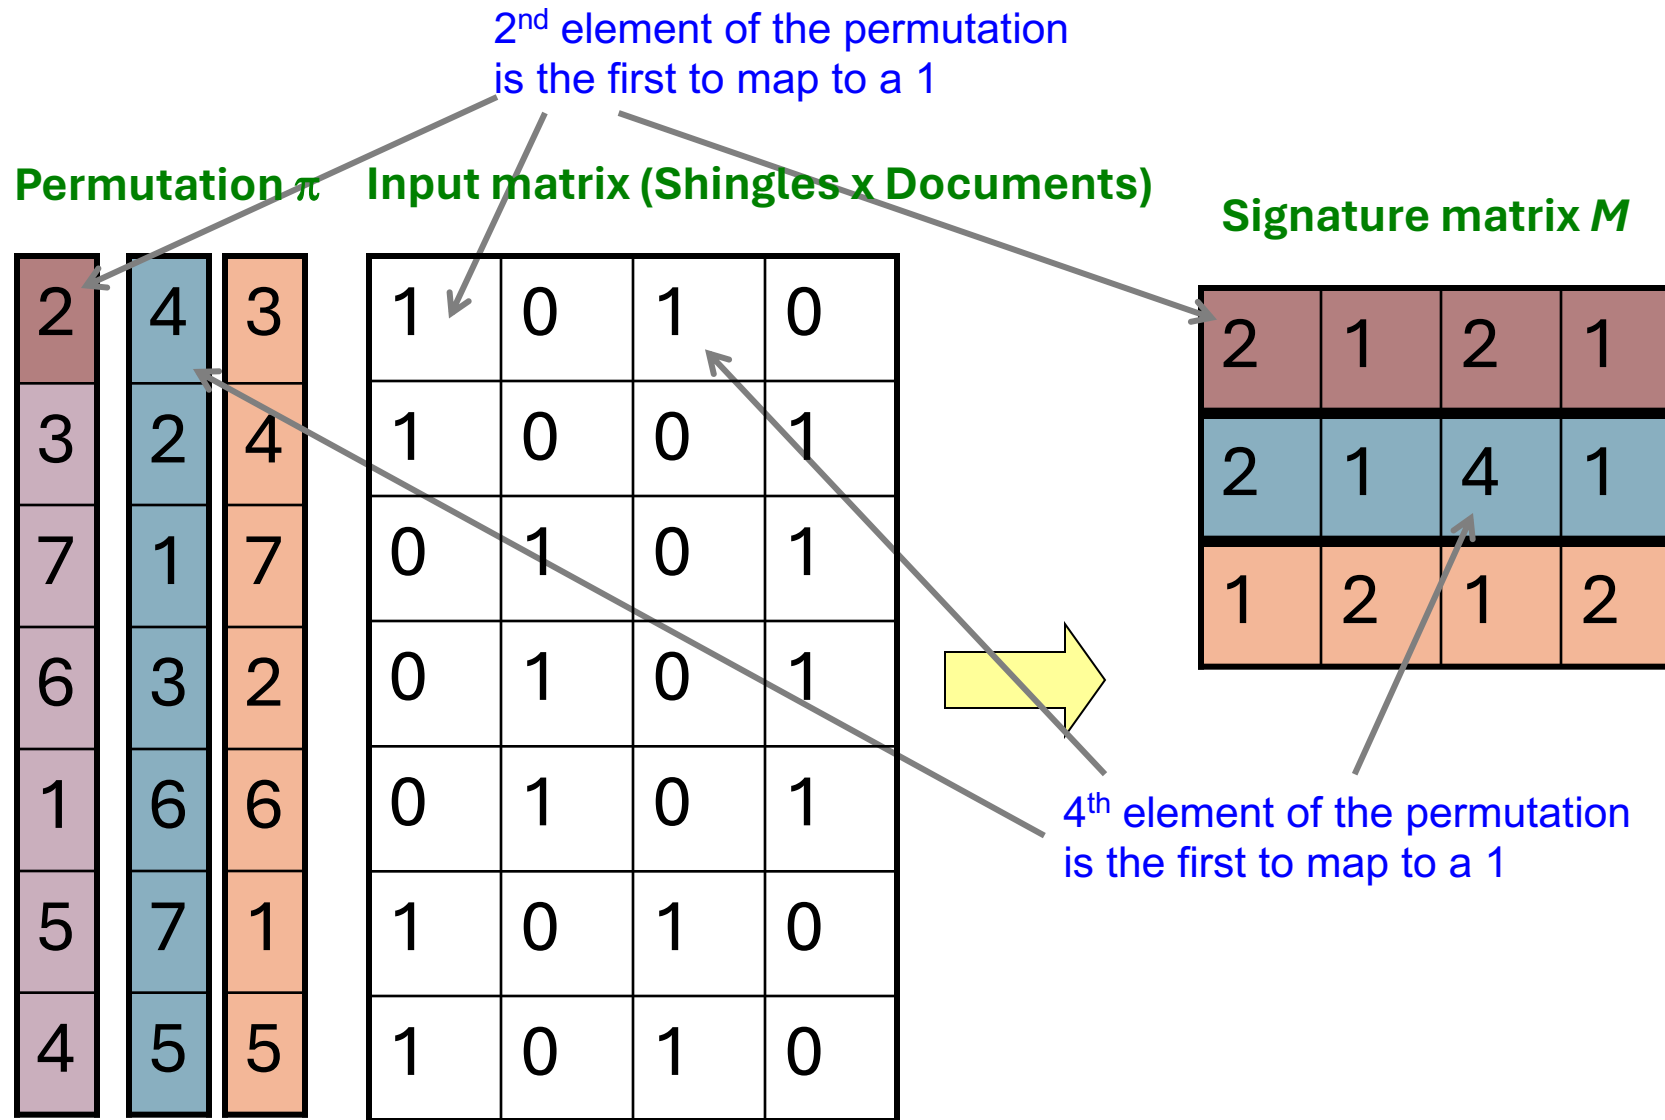 2nd element of the permutation
is the first to map to a 1
Permutation π
Input matrix (Shingles x Documents)
Signature matrix M
2 4 3 1 0 1 0
3 2 4 1 0 0 1
7 1 7 0 1 0 1
6 3 2 0 1 0 1
1 6 6 0 1 0 1
5 7 1 1 0 1 0
4 5 5 1 0 1 0
2 1 2 1
2 1 4 1
1 2 1 2
4th element of the permutation
is the first to map to a 1